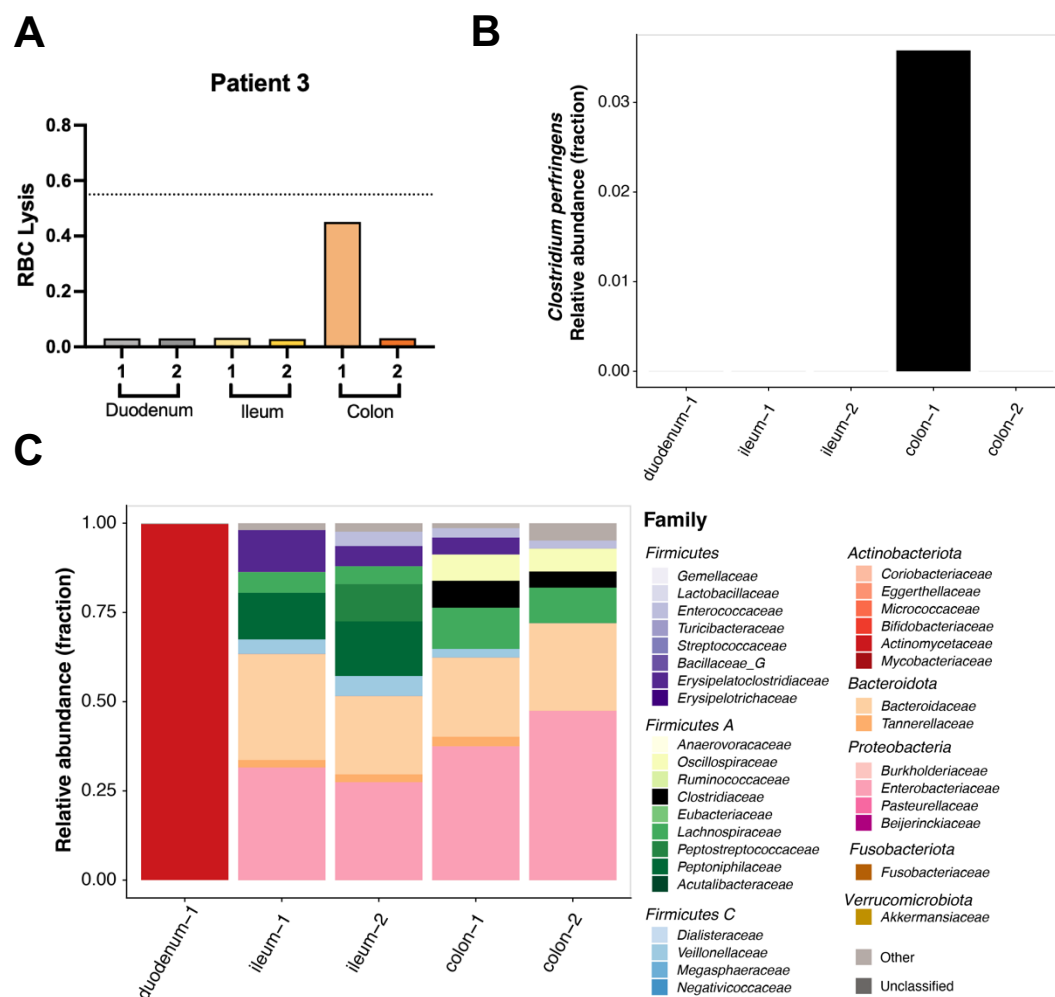 A
Patient 3
RBC Lysis
0.8
0.6
0.4
0.2
0.0
1 2 1 2 1 2
Duodenum Ileum Colon
B
Clostridium perfringens
Relative abundance (fraction)
0.03
0.02
0.01
0.00
duodenum-1
ileum-1
ileum-2
colon-1
colon-2
C
Relative abundance (fraction)
1.00
0.75
0.50
0.25
0.00
duodenum-1
ileum-1
ileum-2
colon-1
colon-2
Family
Firmicutes
Gemellaceae
Lactobacillaceae
Enterococcaceae
Turicibacteraceae
Streptococcaceae
Bacillaceae_G
Erysipelatoclostridiaceae
Erysipelotrichaceae
Firmicutes A
Anaerovoracaceae
Oscillospiraceae
Ruminococcaceae
Clostridiaceae
Eubacteriaceae
Lachnospiraceae
Peptostreptococcaceae
Peptoniphilaceae
Acutalibacteraceae
Firmicutes C
Dialisteraceae
Veillonellaceae
Megasphaeraceae
Negativicoccaceae
Actinobacteriota
Coriobacteriaceae
Eggerthellaceae
Micrococcaceae
Bifidobacteriaceae
Actinomycetaceae
Mycobacteriaceae
Bacteroidota
Bacteroidaceae
Tannerellaceae
Proteobacteria
Burkholderiaceae
Enterobacteriaceae
Pasteurellaceae
Beijerinckiaceae
Fusobacteriota
Fusobacteriaceae
Verrucomicrobiota
Akkermansiaceae
Other
Unclassified